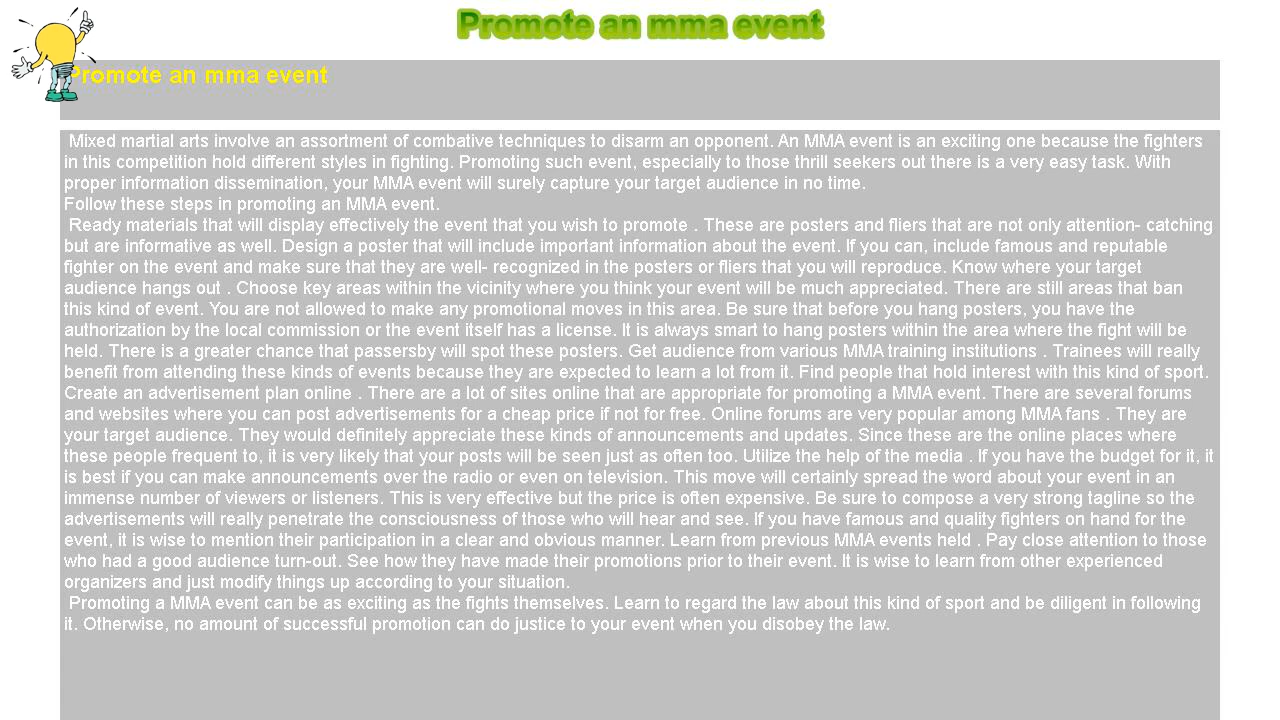 Promote an mma event
Promote an mma event
Mixed martial arts involve an assortment of combative techniques to disarm an opponent. An MMA event is an exciting one because the fighters
in this competition hold different styles in fighting. Promoting such event, especially to those thrill seekers out there is a very easy task. With
proper information dissemination, your MMA event will surely capture your target audience in no time.
Follow these steps in promoting an MMA event.
Ready materials that will display effectively the event that you wish to promote . These are posters and fliers that are not only attention- catching
but are informative as well. Design a poster that will include important information about the event. If you can, include famous and reputable
fighter on the event and make sure that they are well- recognized in the posters or fliers that you will reproduce. Know where your target
audience hangs out . Choose key areas within the vicinity where you think your event will be much appreciated. There are still areas that ban
this kind of event. You are not allowed to make any promotional moves in this area. Be sure that before you hang posters, you have the
authorization by the local commission or the event itself has a license. It is always smart to hang posters within the area where the fight will be
held. There is a greater chance that passersby will spot these posters. Get audience from various MMA training institutions . Trainees will really
benefit from attending these kinds of events because they are expected to learn a lot from it. Find people that hold interest with this kind of sport.
Create an advertisement plan online . There are a lot of sites online that are appropriate for promoting a MMA event. There are several forums
and websites where you can post advertisements for a cheap price if not for free. Online forums are very popular among MMA fans . They are
your target audience. They would definitely appreciate these kinds of announcements and updates. Since these are the online places where
these people frequent to, it is very likely that your posts will be seen just as often too. Utilize the help of the media . If you have the budget for it, it
is best if you can make announcements over the radio or even on television. This move will certainly spread the word about your event in an
immense number of viewers or listeners. This is very effective but the price is often expensive. Be sure to compose a very strong tagline so the
advertisements will really penetrate the consciousness of those who will hear and see. If you have famous and quality fighters on hand for the
event, it is wise to mention their participation in a clear and obvious manner. Learn from previous MMA events held . Pay close attention to those
who had a good audience turn-out. See how they have made their promotions prior to their event. It is wise to learn from other experienced
organizers and just modify things up according to your situation.
Promoting a MMA event can be as exciting as the fights themselves. Learn to regard the law about this kind of sport and be diligent in following
it. Otherwise, no amount of successful promotion can do justice to your event when you disobey the law.